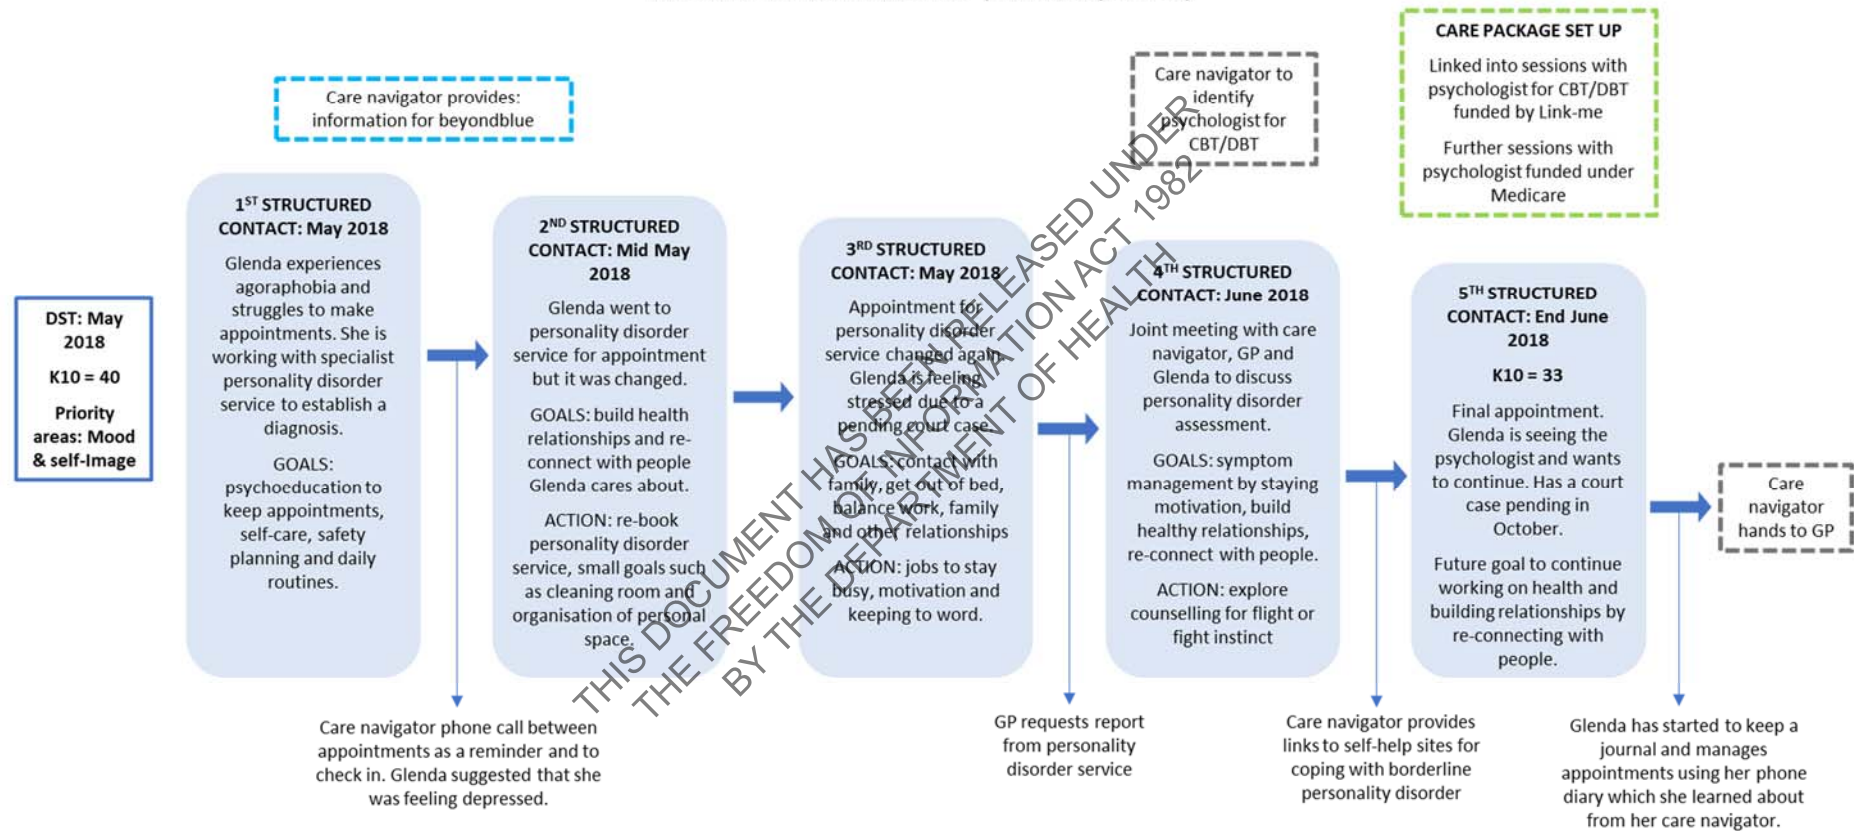 Care navigator provides:
information for beyondblue
Care navigator to
identify
psychologist for
CBT/DBT
CARE PACKAGE SET UP
Linked into sessions with
psychologist for CBT/DBT
funded by Link-me
Further sessions with
psychologist funded under
Medicare
DST: May
2018
K10 = 40
Priority
areas: Mood
& self-Image
1ST STRUCTURED
CONTACT: May 2018
Glenda experiences
agoraphobia and
struggles to make
appointments. She is
working with specialist
personality disorder
service to establish a
diagnosis.
GOALS:
psychoeducation to
keep appointments,
self-care, safety
planning and daily
routines.
2ND STRUCTURED
CONTACT: Mid May
2018
Glenda went to
personality disorder
service for appointment
but it was changed.
GOALS: build health
relationships and re-
connect with people
Glenda cares about.
ACTION: re-book
personality disorder
service, small goals such
as cleaning room and
organisation of personal
space.
3RD STRUCTURED
CONTACT: May 2018
Appointment for
personality disorder
service changed again.
Glenda is feeling
stressed due to a
pending court case.
GOALS: contact with
family, get out of bed,
balance work, family
and other relationships
ACTION: jobs to stay
busy, motivation and
keeping to word.
4TH STRUCTURED
CONTACT: June 2018
Joint meeting with care
navigator, GP and
Glenda to discuss
personality disorder
assessment.
GOALS: symptom
management by staying
motivation, build
healthy relationships,
re-connect with people.
ACTION: explore
counselling for flight or
fight instinct
5TH STRUCTURED
CONTACT: End June
2018
K10 = 33
Final appointment.
Glenda is seeing the
psychologist and wants
to continue. Has a court
case pending in
October.
Future goal to continue
working on health and
building relationships by
re-connecting with
people.
Care
navigator
hands to GP
Care navigator phone call between
appointments as a reminder and to
check in. Glenda suggested that she
was feeling depressed.
GP requests report
from personality
disorder service
Care navigator provides
links to self-help sites for
coping with borderline
personality disorder
Glenda has started to keep a
journal and manages
appointments using her phone
diary which she learned about
from her care navigator.
THIS DOCUMENT HAS BEEN RELEASED UNDER
THE FREEDOM OF INFORMATION ACT 1982
BY THE DEPARTMENT OF HEALTH